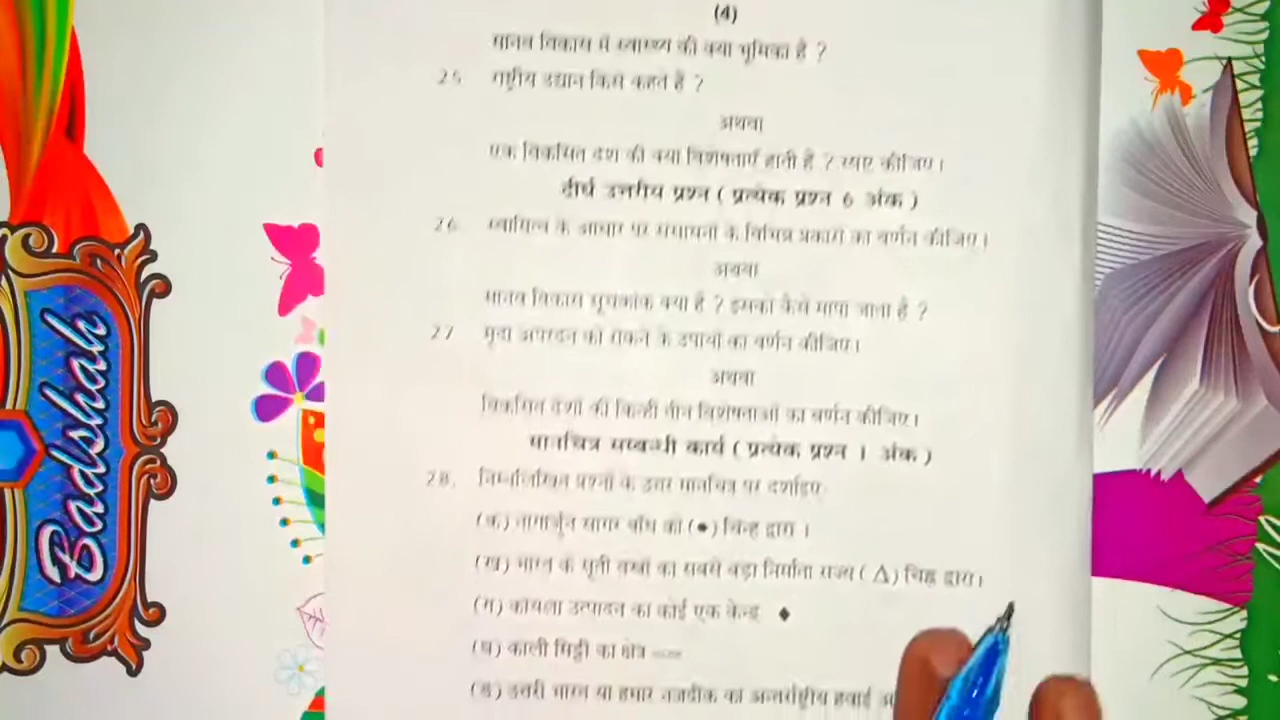 (4)
मानव विकास में स्वास्थ्य की क्या भूमिका है ?
25 राष्ट्रीय उद्यान किसे कहते है ?
अथवा
एक विकसित देश की क्या विशेषताएँ होती है ? स्पष्ट कीजिए।
दीर्घ उत्तरीय प्रश्न ( प्रत्येक प्रश्न 6 अंक )
26 स्वामित्व के आधार पर संसाधनों के विभिन्न प्रकारों का वर्णन कीजिए।
अथवा
मानव विकास सूचकांक क्या है ? इसको कैसे मापा जाता है ?
27 मृदा अपरदन को रोकने के उपायों का वर्णन कीजिए।
अथवा
विकसित देशों की किन्ही तीन विशेषताओं का वर्णन कीजिए।
मानचित्र सम्बन्धी कार्य ( प्रत्येक प्रश्न 1 अंक )
28. निम्नलिखित प्रश्नों के उत्तर मानचित्र पर दर्शाइए
(क) नागार्जुन सागर बाँध को (●) चिन्ह द्वारा ।
(ख) भारत के सूती वस्त्रों का सबसे बड़ा निर्माता राज्य ( Δ ) चिह्न द्वारा।
(ग) कोयला उत्पादन का कोई एक केन्द्र ◆
(घ) काली मिट्टी का क्षेत्र
(ङ) उत्तरी भारत या हमारे नजदीक का अन्तर्राष्ट्रीय हवाई
Badshah